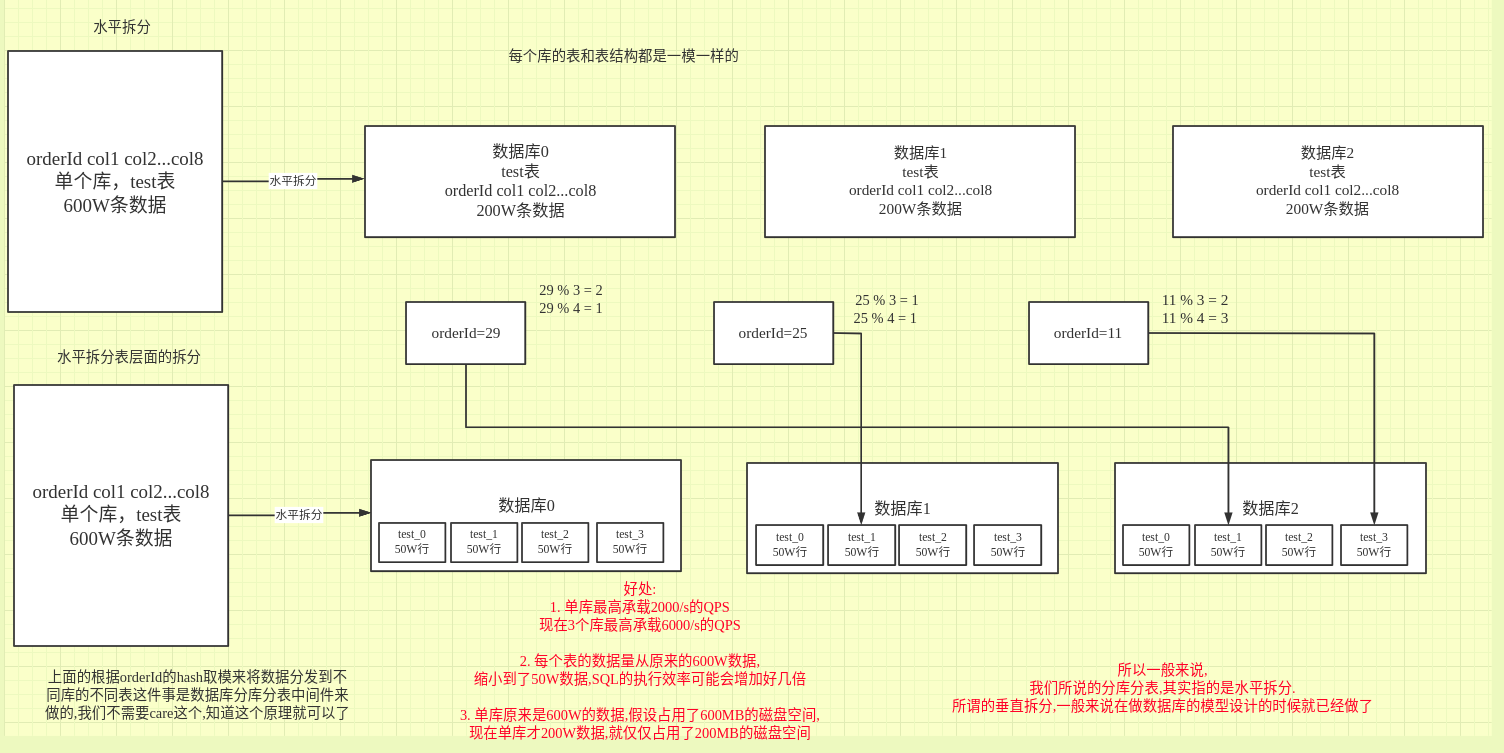 水平拆分
每个库的表和表结构都是一模一样的
orderId col1 col2...col8
单个库，test表
600W条数据
水平拆分
数据库0
test表
orderId col1 col2...col8
200W条数据
数据库1
test表
orderId col1 col2...col8
200W条数据
数据库2
test表
orderId col1 col2...col8
200W条数据
orderId=29
29 % 3 = 2
29 % 4 = 1
orderId=25
25 % 3 = 1
25 % 4 = 1
orderId=11
11 % 3 = 2
11 % 4 = 3
水平拆分表层面的拆分
orderId col1 col2...col8
单个库，test表
600W条数据
水平拆分
数据库0
test_0
50W行
test_1
50W行
test_2
50W行
test_3
50W行
数据库1
test_0
50W行
test_1
50W行
test_2
50W行
test_3
50W行
数据库2
test_0
50W行
test_1
50W行
test_2
50W行
test_3
50W行
上面的根据orderId的hash取模来将数据分发到不
同库的不同表这件事是数据库分库分表中间件来
做的,我们不需要care这个,知道这个原理就可以了
好处:
1. 单库最高承载2000/s的QPS
现在3个库最高承载6000/s的QPS
2. 每个表的数据量从原来的600W数据,
缩小到了50W数据,SQL的执行效率可能会增加好几倍
3. 单库原来是600W的数据,假设占用了600MB的磁盘空间,
现在单库才200W数据,就仅仅占用了200MB的磁盘空间
所以一般来说,
我们所说的分库分表,其实指的是水平拆分.
所谓的垂直拆分,一般来说在做数据库的模型设计的时候就已经做了